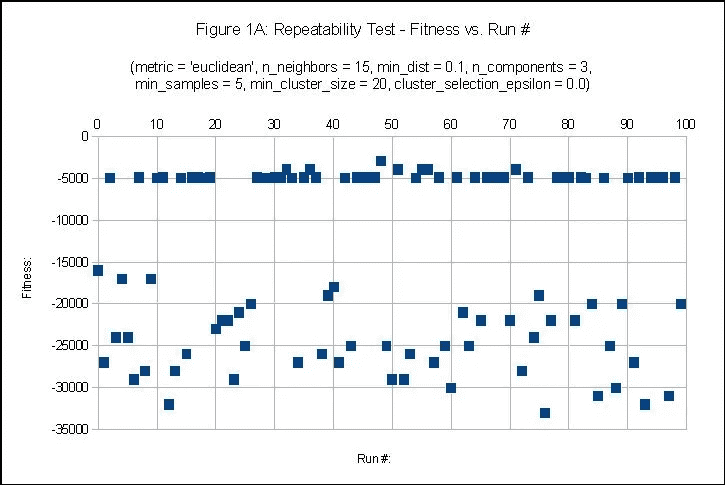 Figure 1A: Repeatability Test - Fitness vs. Run #
(metric = 'euclidean', n_neighbors = 15, min_dist = 0.1, n_components = 3,
min_samples = 5, min_cluster_size = 20, cluster_selection_epsilon = 0.0)
0 10 20 30 40 50 60 70 80 90 100
0
-5000
-10000
-15000
-20000
-25000
-30000
-35000
Fitness:
Run #: